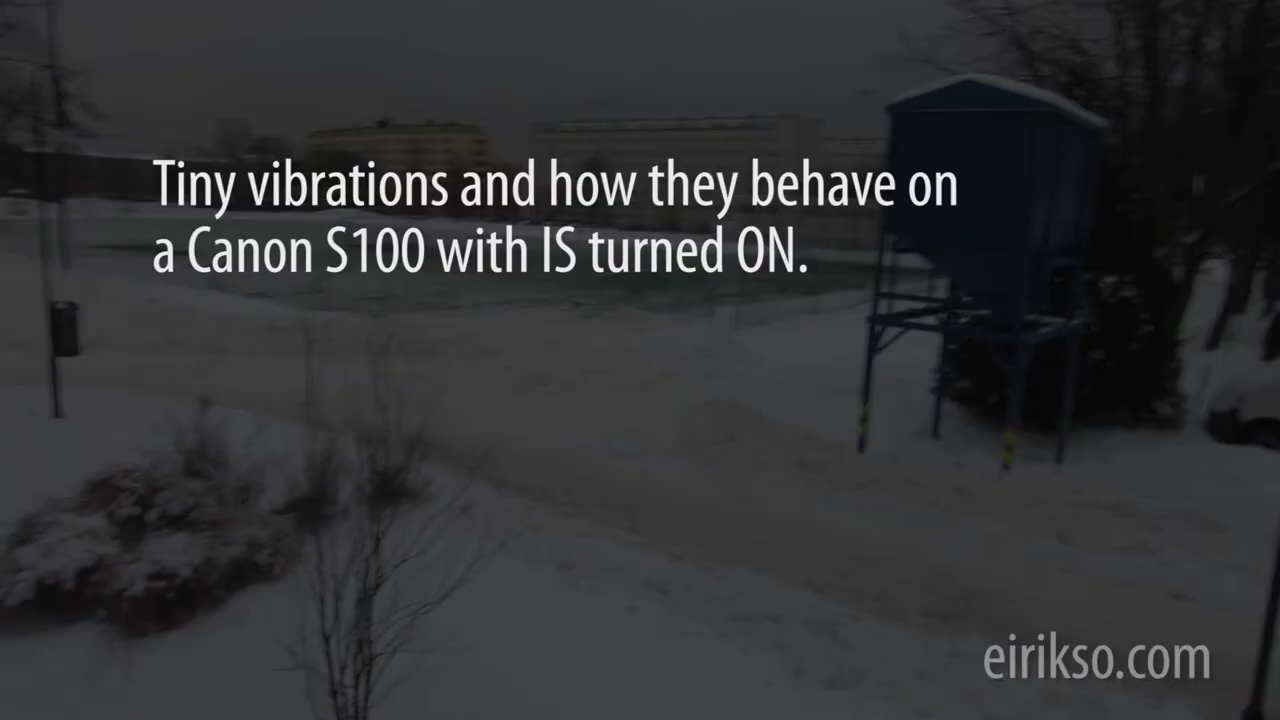 Tiny vibrations and how they behave on
a Canon S100 with IS turned ON.
eirikso.com